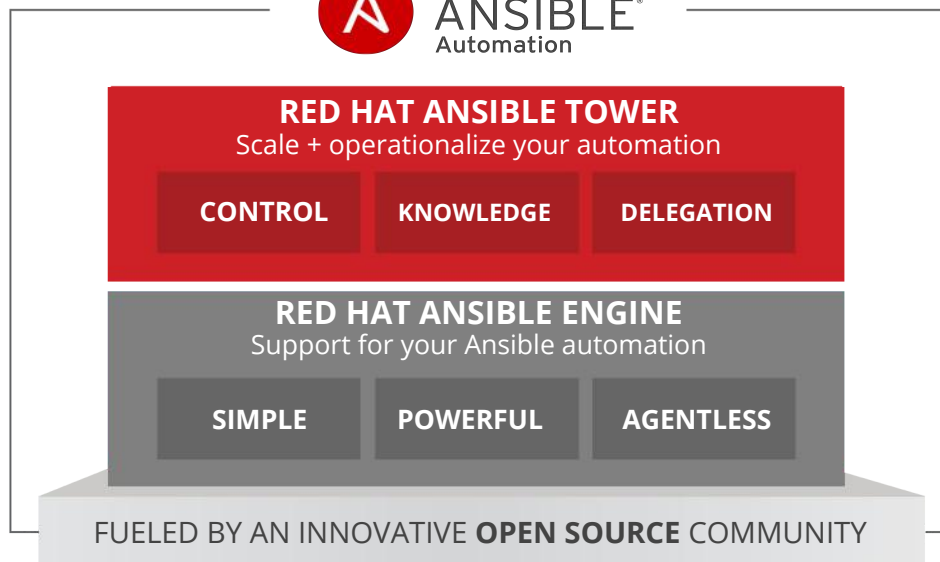 ANSIBLE®
Automation
RED HAT ANSIBLE TOWER
Scale + operationalize your automation
CONTROL KNOWLEDGE DELEGATION
RED HAT ANSIBLE ENGINE
Support for your Ansible automation
SIMPLE POWERFUL AGENTLESS
FUELED BY AN INNOVATIVE OPEN SOURCE COMMUNITY